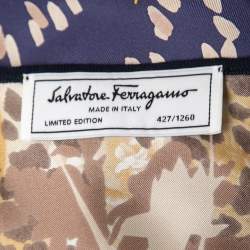 Salvatore Ferragamo
MADE IN ITALY
LIMITED EDITION 427/1260